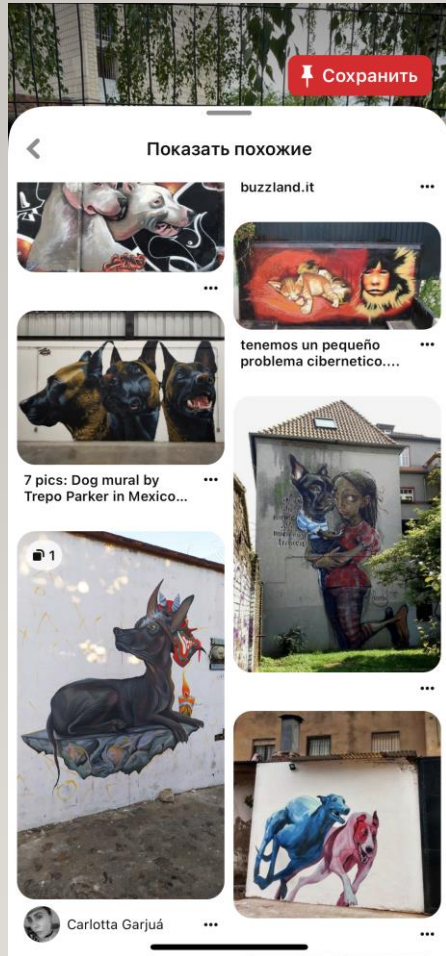 Сохранить
Показать похожие
buzzland.it
tenemos un pequeño
problema cibernetico....
7 pics: Dog mural by
Trepo Parker in Mexico...
1
Carlotta Garjuá